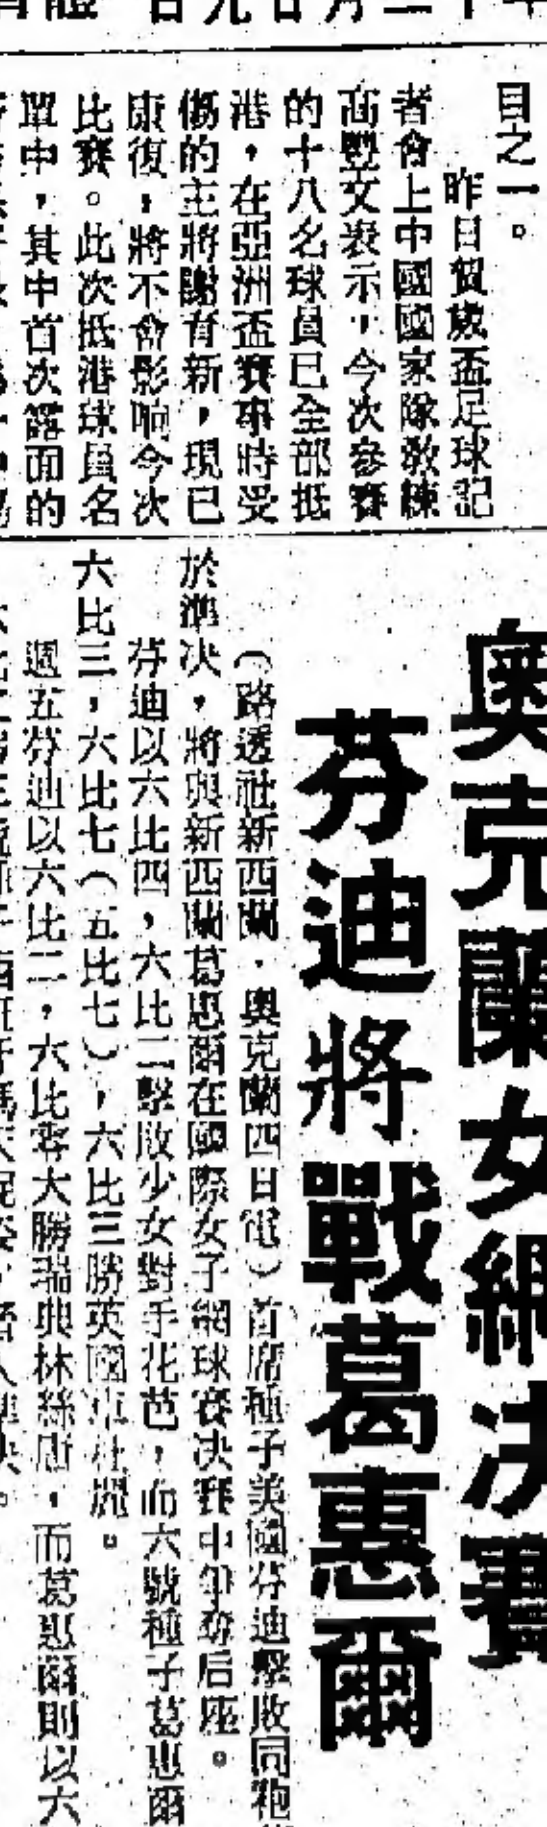 年十二月廿九日
目之一。
昨日賀歲盃足球記
者會上中國國家隊敎練
高豐文表示，今次參賽
的十八名球員已全部抵
港，在亞洲盃賽事時受
傷的主將謝育新，現已
康復，將不會影响今次
比賽。此次抵港球員名
單中，其中首次露面的
奧克蘭女網決賽
芬迪將戰葛惠爾
（路透社新西蘭．奧克蘭四日電）首席種子美國芬迪擊敗同袍
於準決，將與新西蘭葛惠爾在國際女子網球賽決賽中爭奪后座。
芬迪以六比四，六比二擊敗少女對手花芭，而六號種子葛惠爾
六比三，六比七（五比七），六比三勝英國
週五芬迪以六比二，六比零大勝瑞典林絲唐，而葛惠爾則以六